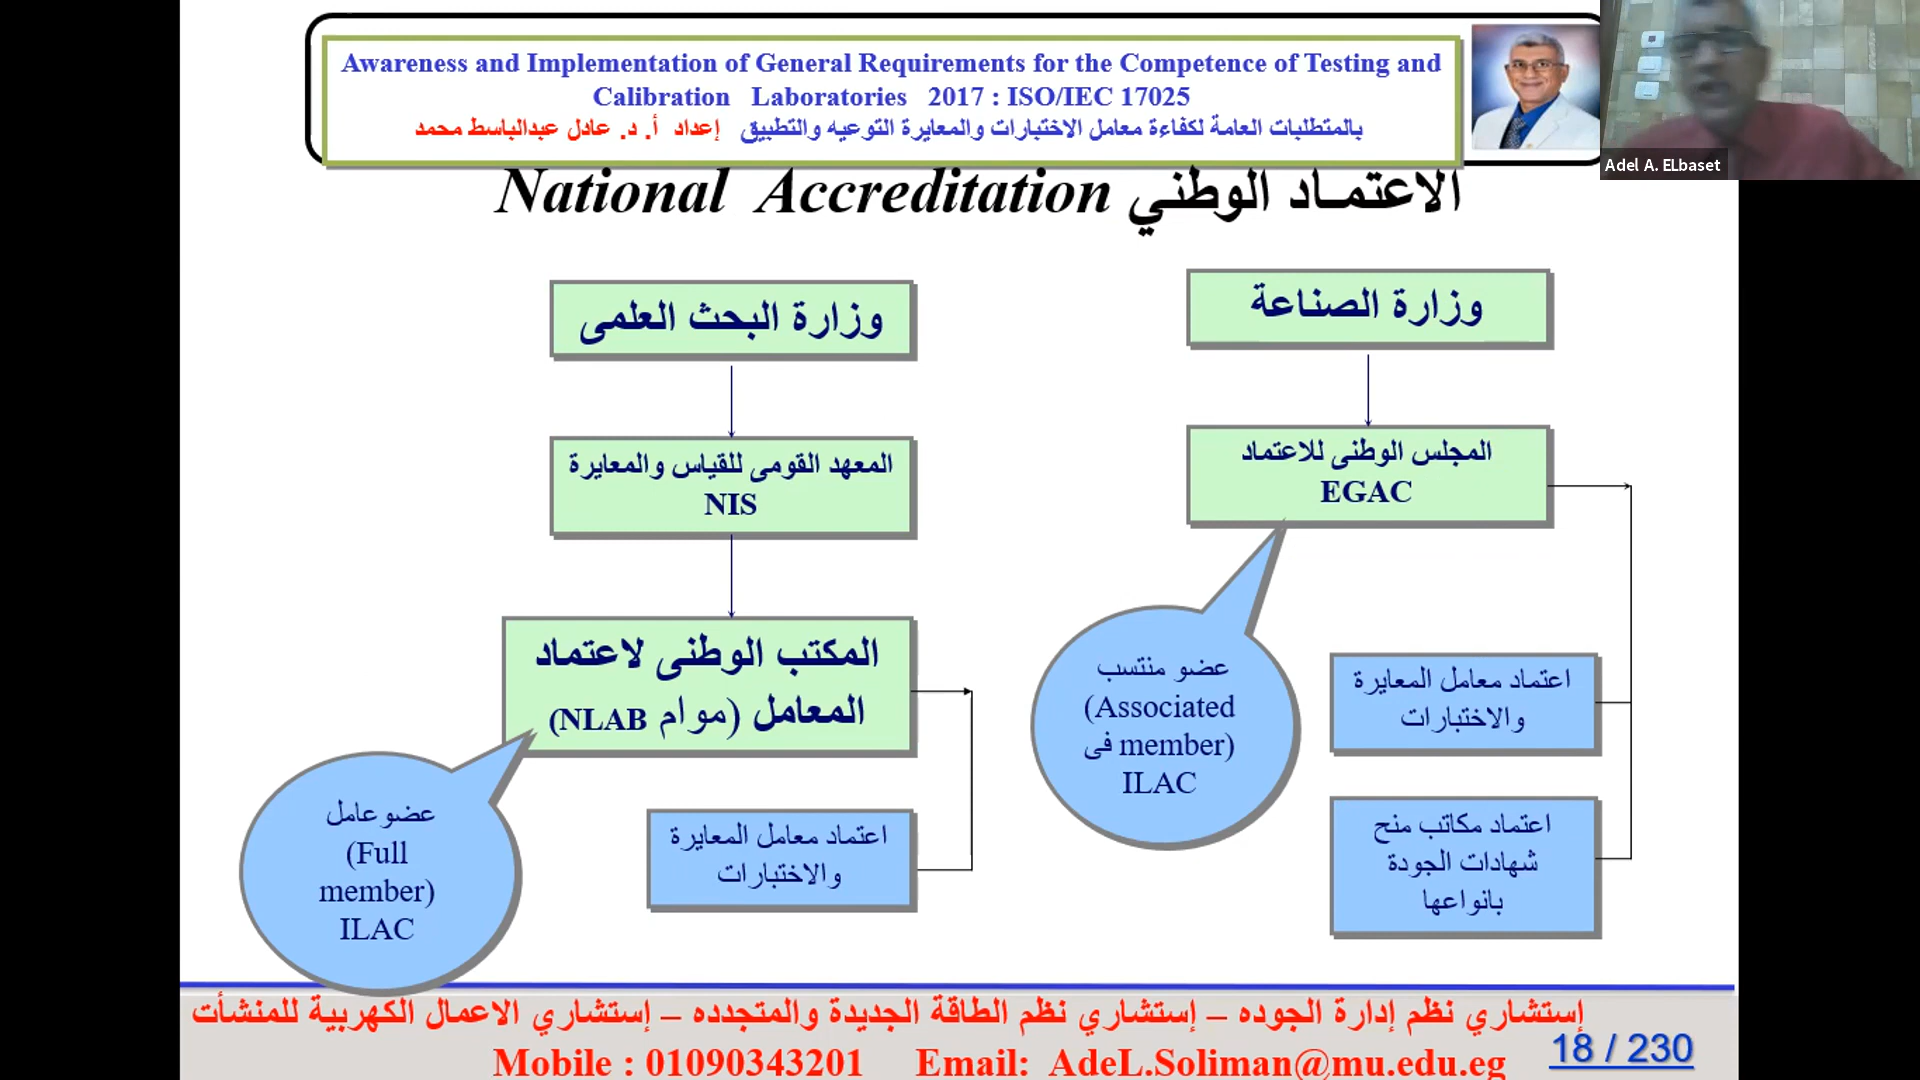 Awareness and Implementation of General Requirements for the Competence of Testing and
Calibration Laboratories 2017 : ISO/IEC 17025
بالمتطلبات العامة لكفاءة معامل الاختبارات والمعايرة التوعيه والتطبيق إعداد أ. د. عادل عبدالباسط محمد
Adel A. ELbaset
National Accreditation الاعتمـاد الوطني
وزارة الصناعة
المجلس الوطنى للاعتماد
EGAC
عضو منتسب
(Associated
member) فى
ILAC
اعتماد معامل المعايرة
والاختبارات
اعتماد مكاتب منح
شهادات الجودة
بانواعها
وزارة البحث العلمى
المعهد القومى للقياس والمعايرة
NIS
المكتب الوطنى لاعتماد
المعامل (موام NLAB)
عضوعامل
(Full
member)
ILAC
اعتماد معامل المعايرة
والاختبارات
إستشاري نظم إدارة الجوده – إستشاري نظم الطاقة الجديدة والمتجدده – إستشاري الاعمال الكهربية للمنشأت
Mobile : 01090343201 Email: AdeL.Soliman@mu.edu.eg
18 / 230